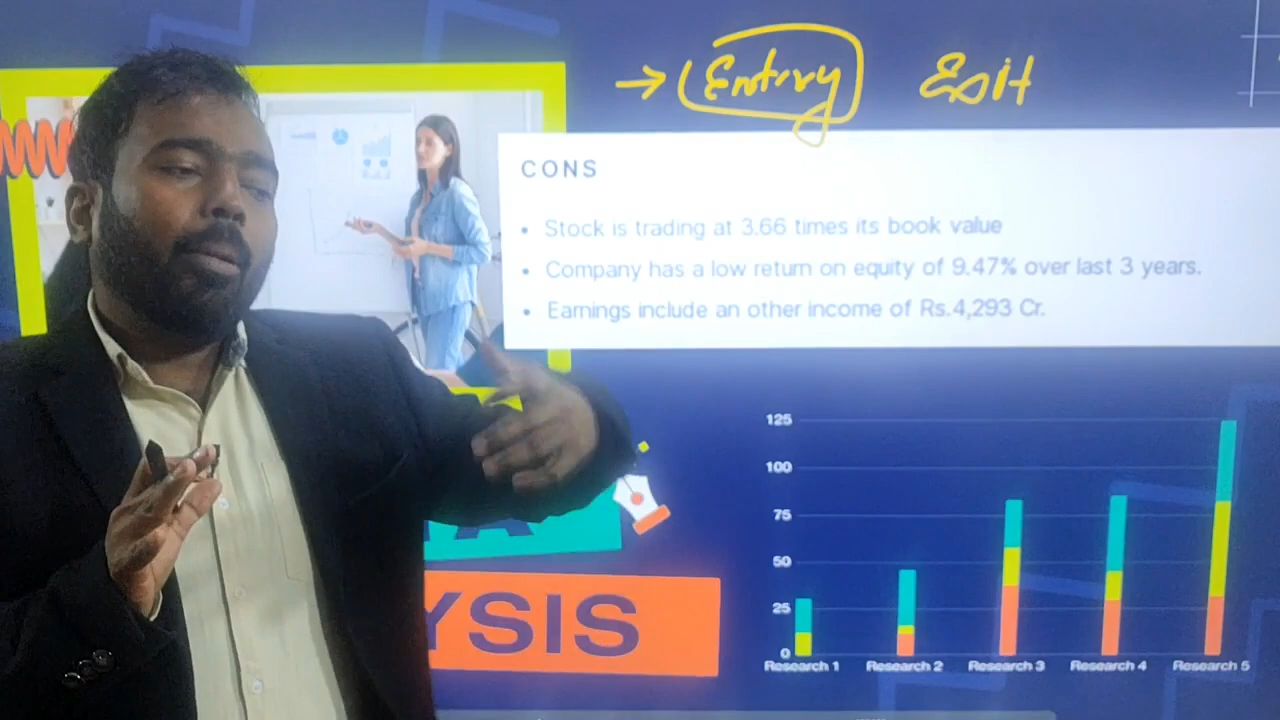 → Entry Exit
CONS
• Stock is trading at 3.66 times its book value
• Company has a low return on equity of 9.47% over last 3 years.
• Earnings include an other income of Rs.4,293 Cr.
125
100
75
50
25
0
Research 1 Research 2 Research 3 Research 4 Research 5
YSIS